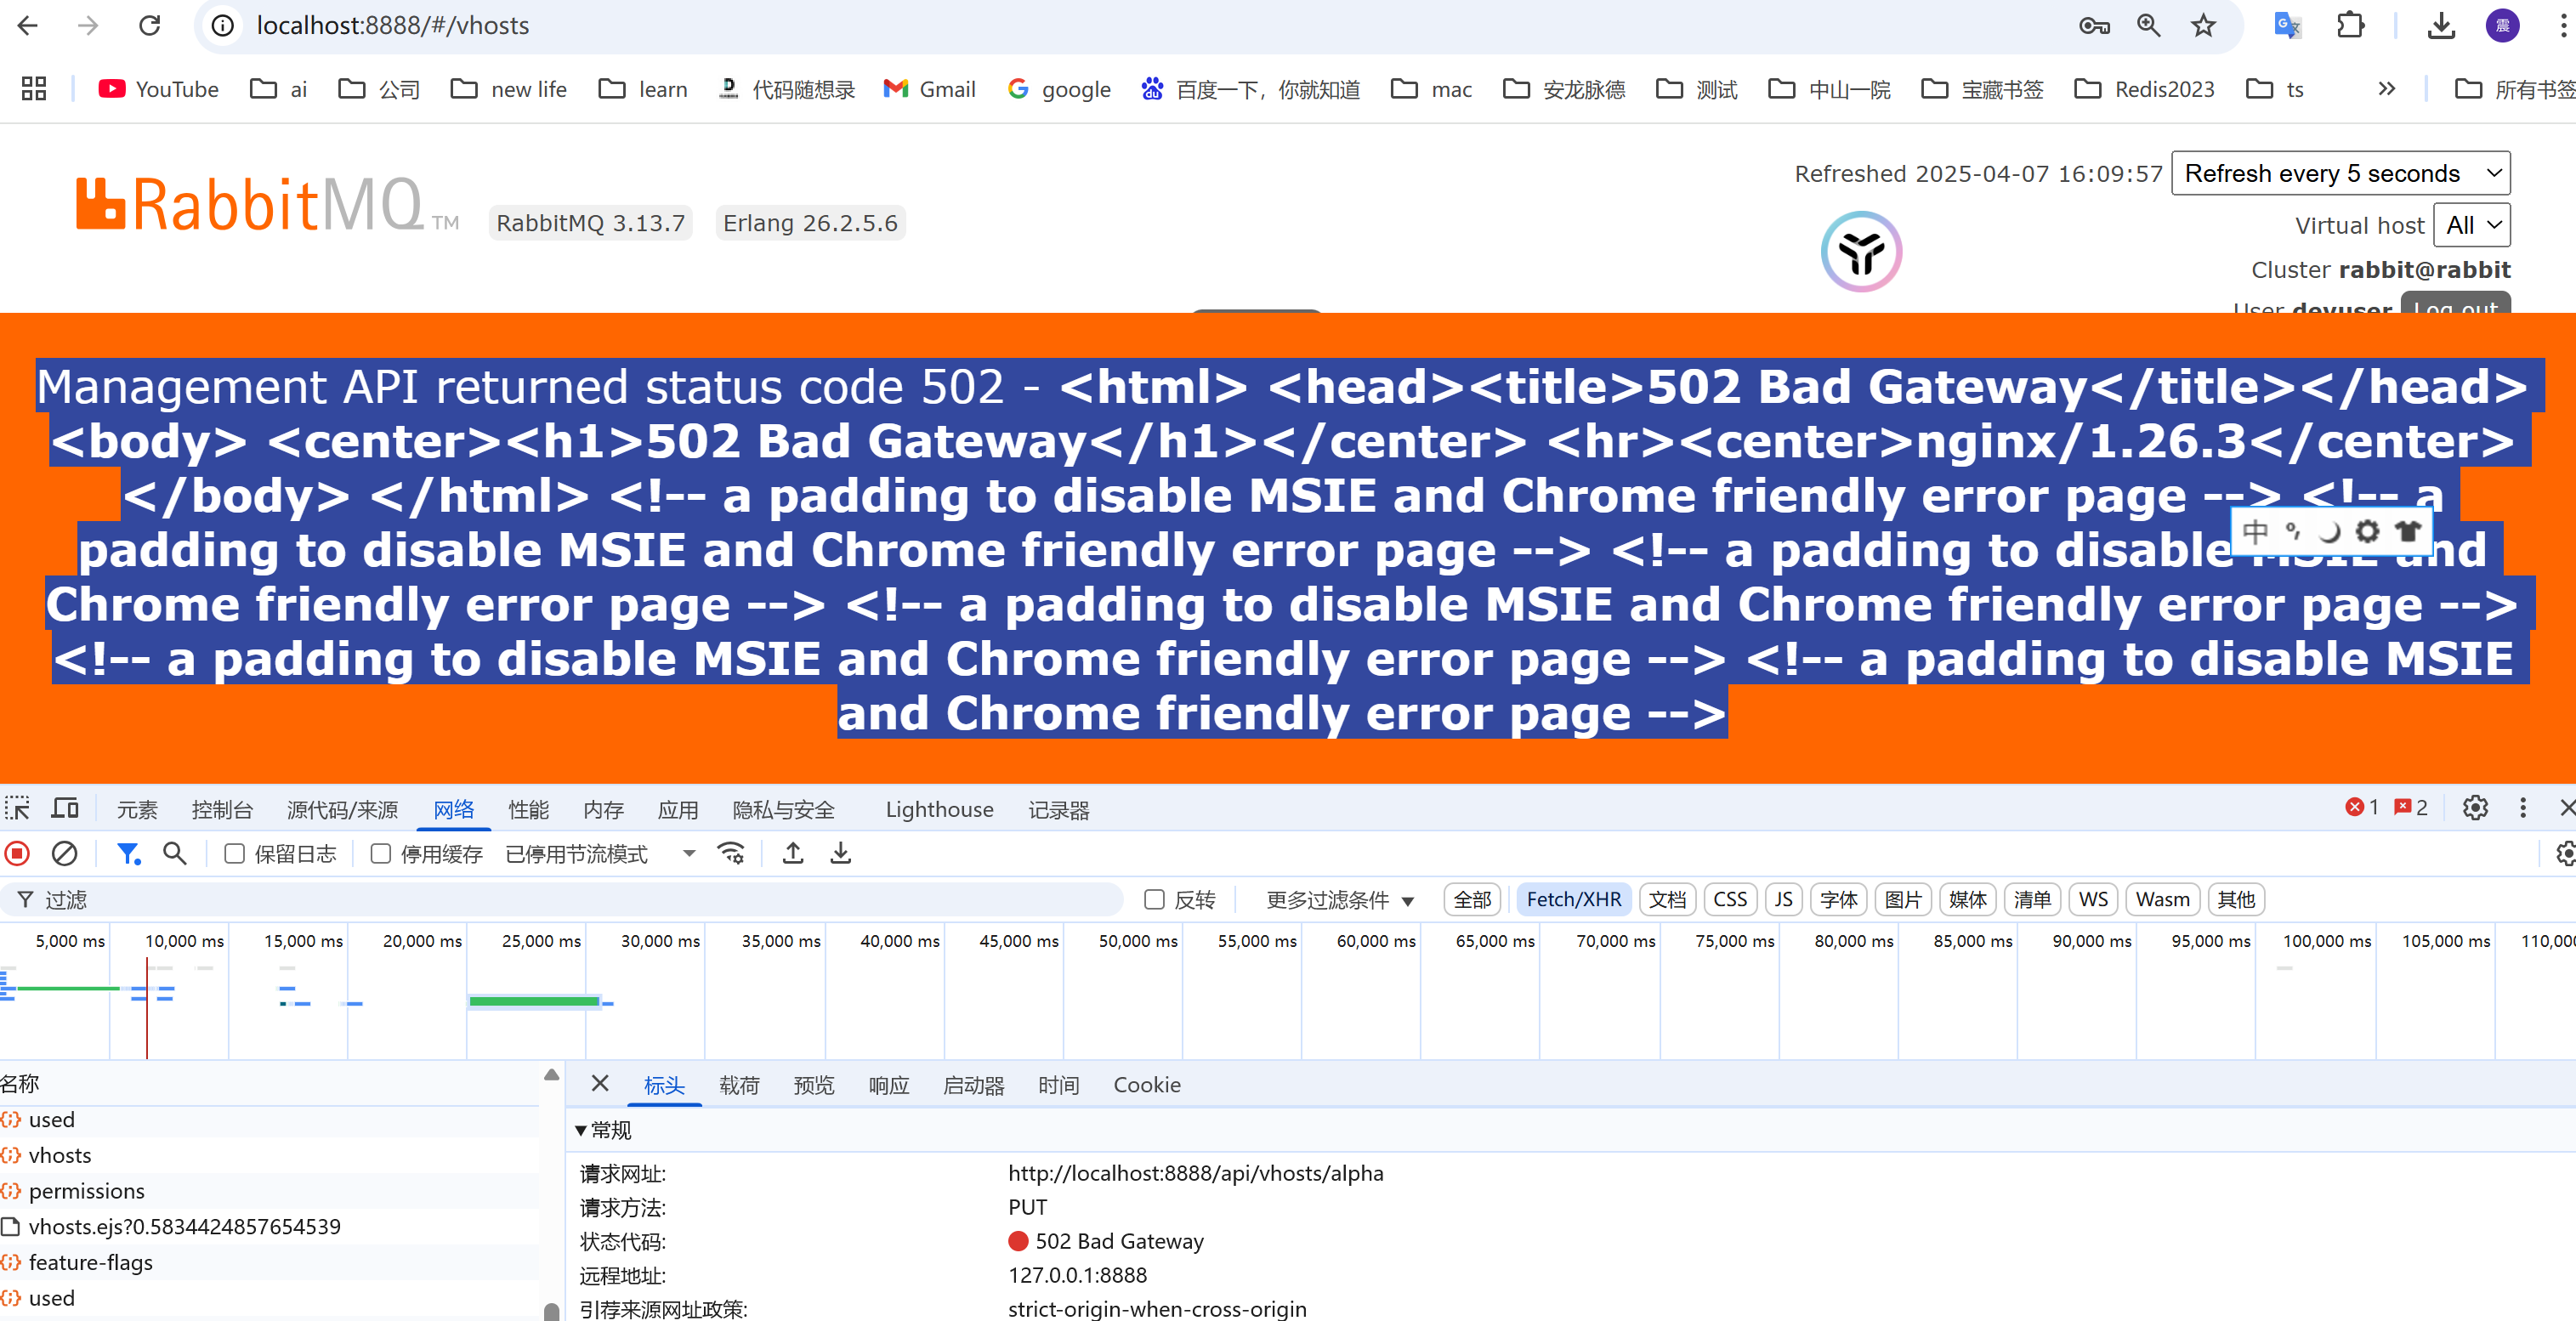 localhost:8888/#/vhosts
震
YouTube ai 公司 new life learn 代码随想录 Gmail google 百度一下，你就知道 mac 安龙脉德 测试 中山一院 宝藏书签 Redis2023 ts 所有书签
RabbitMQ TM RabbitMQ 3.13.7 Erlang 26.2.5.6
Refreshed 2025-04-07 16:09:57 Refresh every 5 seconds
Virtual host All
Cluster rabbit@rabbit
User devuser Log out
Management API returned status code 502 - <html> <head><title>502 Bad Gateway</title></head>
<body> <center><h1>502 Bad Gateway</h1></center> <hr><center>nginx/1.26.3</center>
</body> </html> <!-- a padding to disable MSIE and Chrome friendly error page --> <!-- a
padding to disable MSIE and Chrome friendly error page --> <!-- a padding to disable MSIE and
Chrome friendly error page --> <!-- a padding to disable MSIE and Chrome friendly error page -->
<!-- a padding to disable MSIE and Chrome friendly error page --> <!-- a padding to disable MSIE
and Chrome friendly error page -->
中
元素 控制台 源代码/来源 网络 性能 内存 应用 隐私与安全 Lighthouse 记录器 1 2
保留日志 停用缓存 已停用节流模式
过滤 反转 更多过滤条件 全部 Fetch/XHR 文档 CSS JS 字体 图片 媒体 清单 WS Wasm 其他
5,000 ms 10,000 ms 15,000 ms 20,000 ms 25,000 ms 30,000 ms 35,000 ms 40,000 ms 45,000 ms 50,000 ms 55,000 ms 60,000 ms 65,000 ms 70,000 ms 75,000 ms 80,000 ms 85,000 ms 90,000 ms 95,000 ms 100,000 ms 105,000 ms 110,00
名称 标头 载荷 预览 响应 启动器 时间 Cookie
used
vhosts
permissions
vhosts.ejs?0.5834424857654539
feature-flags
used
常规
请求网址: http://localhost:8888/api/vhosts/alpha
请求方法: PUT
状态代码: 502 Bad Gateway
远程地址: 127.0.0.1:8888
引荐来源网址政策: strict-origin-when-cross-origin